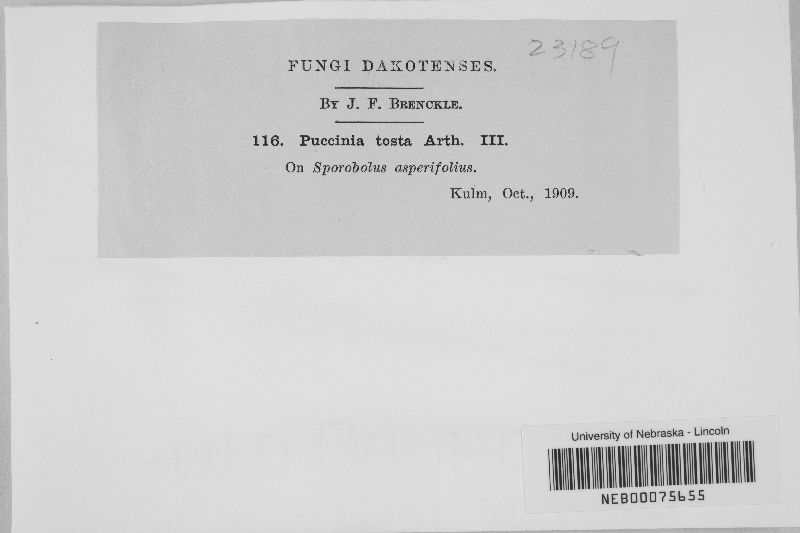 23189
FUNGI DAKOTENSES.
BY J. F. BRENCKLE.
116. Puccinia tosta Arth. III.
On Sporobolus asperifolius.
Kulm, Oct., 1909.
University of Nebraska - Lincoln
NEB00075655